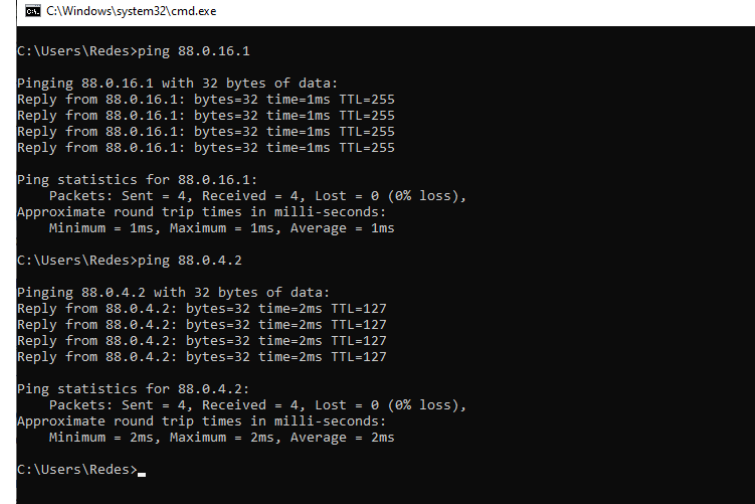 C:\Windows\system32\cmd.exe
C:\Users\Redes>ping 88.0.16.1
Pinging 88.0.16.1 with 32 bytes of data:
Reply from 88.0.16.1: bytes=32 time=1ms TTL=255
Reply from 88.0.16.1: bytes=32 time=1ms TTL=255
Reply from 88.0.16.1: bytes=32 time=1ms TTL=255
Reply from 88.0.16.1: bytes=32 time=1ms TTL=255
Ping statistics for 88.0.16.1:
    Packets: Sent = 4, Received = 4, Lost = 0 (0% loss),
Approximate round trip times in milli-seconds:
    Minimum = 1ms, Maximum = 1ms, Average = 1ms
C:\Users\Redes>ping 88.0.4.2
Pinging 88.0.4.2 with 32 bytes of data:
Reply from 88.0.4.2: bytes=32 time=2ms TTL=127
Reply from 88.0.4.2: bytes=32 time=2ms TTL=127
Reply from 88.0.4.2: bytes=32 time=2ms TTL=127
Reply from 88.0.4.2: bytes=32 time=2ms TTL=127
Ping statistics for 88.0.4.2:
    Packets: Sent = 4, Received = 4, Lost = 0 (0% loss),
Approximate round trip times in milli-seconds:
    Minimum = 2ms, Maximum = 2ms, Average = 2ms
C:\Users\Redes>_